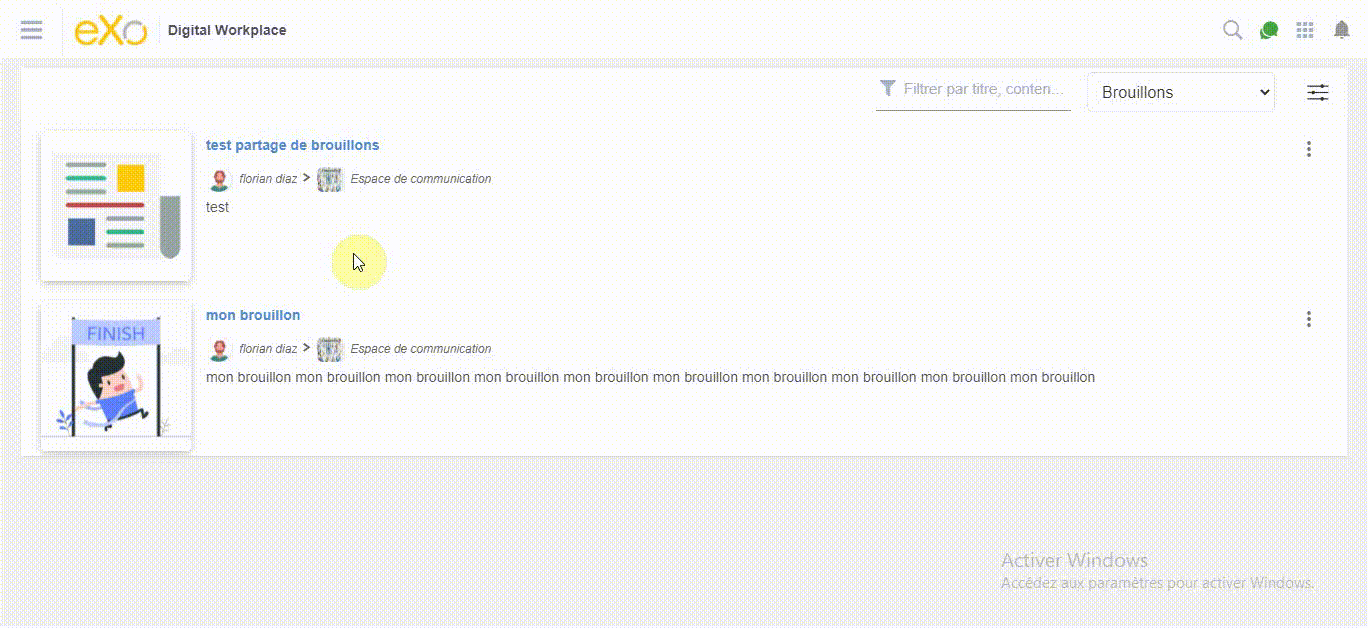 eXo
Digital Workplace
Filtrer par titre, conten...
Brouillons
test partage de brouillons
florian diaz > Espace de communication
test
FINISH
mon brouillon
florian diaz > Espace de communication
mon brouillon mon brouillon mon brouillon mon brouillon mon brouillon mon brouillon mon brouillon mon brouillon mon brouillon mon brouillon
Activer Windows
Accédez aux paramètres pour activer Windows.